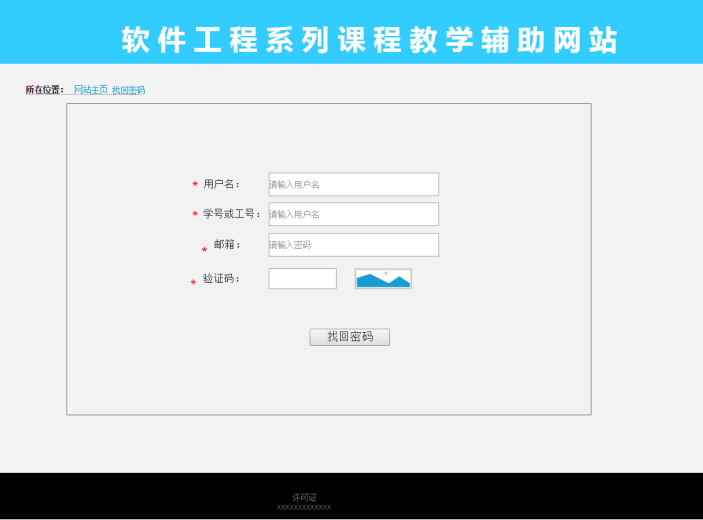 软件工程系列课程教学辅助网站
所在位置： 网站主页 找回密码
* 用户名： 请输入用户名
* 学号或工号： 请输入用户名
* 邮箱： 请输入密码
* 验证码：
找回密码
许可证
xxxxxxxxxxxxx